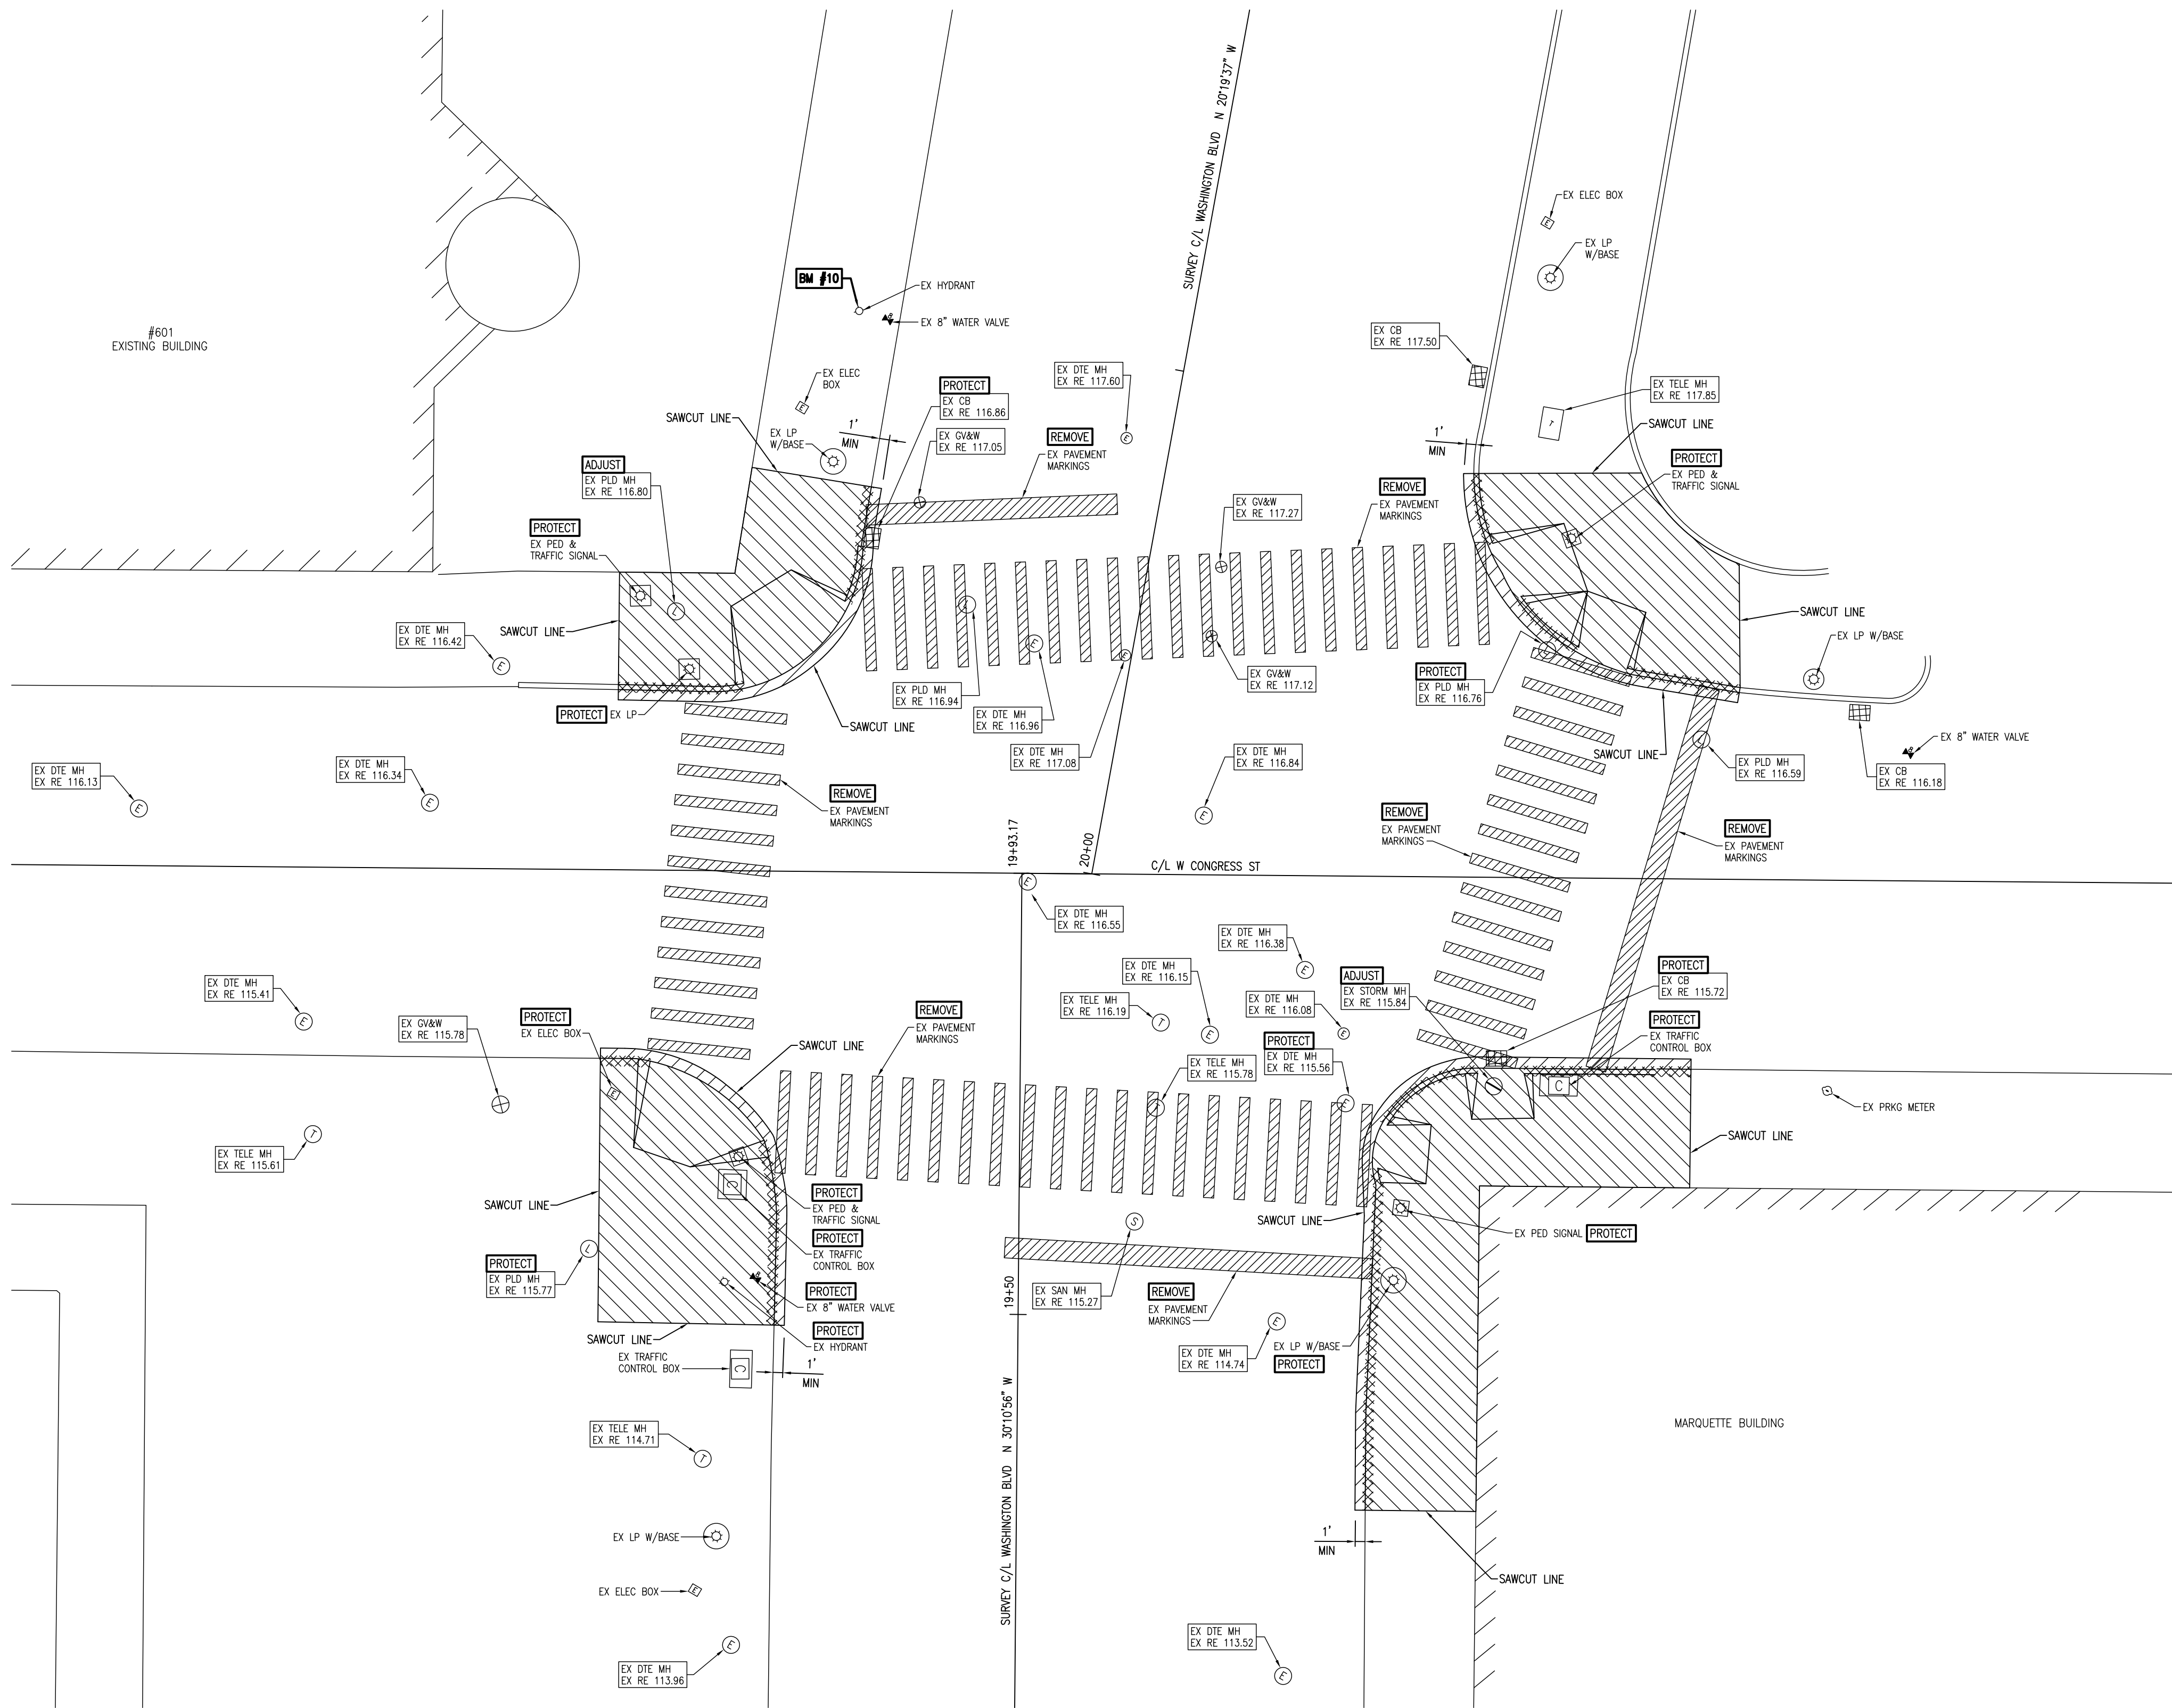 SURVEY C/L WASHINGTON BLVD N 20°19'37" W
EX ELEC BOX
EX LP
W/BASE
BM #10
EX HYDRANT
EX 8" WATER VALVE
#601
EXISTING BUILDING
EX CB
EX RE 117.50
EX ELEC
BOX
PROTECT
EX CB
EX RE 116.86
EX DTE MH
EX RE 117.60
EX TELE MH
EX RE 117.85
SAWCUT LINE
SAWCUT LINE
1'
MIN
EX LP
W/BASE
EX GV&W
EX RE 117.05
REMOVE
EX PAVEMENT
MARKINGS
1'
MIN
PROTECT
EX PED &
TRAFFIC SIGNAL
ADJUST
EX PLD MH
EX RE 116.80
REMOVE
EX PAVEMENT
MARKINGS
EX GV&W
EX RE 117.27
PROTECT
EX PED &
TRAFFIC SIGNAL
SAWCUT LINE
SAWCUT LINE
EX DTE MH
EX RE 116.42
EX LP W/BASE
PROTECT
EX PLD MH
EX RE 116.76
EX GV&W
EX RE 117.12
EX PLD MH
EX RE 116.94
EX DTE MH
EX RE 116.96
PROTECT EX LP
SAWCUT LINE
EX DTE MH
EX RE 117.08
EX DTE MH
EX RE 116.84
SAWCUT LINE
EX PLD MH
EX RE 116.59
EX 8" WATER VALVE
EX CB
EX RE 116.18
EX DTE MH
EX RE 116.13
EX DTE MH
EX RE 116.34
REMOVE
EX PAVEMENT
MARKINGS
REMOVE
EX PAVEMENT
MARKINGS
REMOVE
EX PAVEMENT
MARKINGS
19+93.17
20+00
C/L W CONGRESS ST
EX DTE MH
EX RE 116.55
EX DTE MH
EX RE 116.38
EX DTE MH
EX RE 116.15
ADJUST
EX STORM MH
EX RE 115.84
PROTECT
EX CB
EX RE 115.72
EX DTE MH
EX RE 115.41
EX GV&W
EX RE 115.78
PROTECT
EX ELEC BOX
REMOVE
EX PAVEMENT
MARKINGS
EX TELE MH
EX RE 116.19
EX DTE MH
EX RE 116.08
PROTECT
EX TRAFFIC
CONTROL BOX
SAWCUT LINE
PROTECT
EX DTE MH
EX RE 115.56
EX TELE MH
EX RE 115.78
EX PRKG METER
SAWCUT LINE
EX TELE MH
EX RE 115.61
SAWCUT LINE
PROTECT
EX PED &
TRAFFIC SIGNAL
PROTECT
EX TRAFFIC
CONTROL BOX
SAWCUT LINE
EX PED SIGNAL PROTECT
PROTECT
EX PLD MH
EX RE 115.77
PROTECT
EX 8" WATER VALVE
PROTECT
EX HYDRANT
19+50
EX SAN MH
EX RE 115.27
REMOVE
EX PAVEMENT
MARKINGS
SAWCUT LINE
EX TRAFFIC
CONTROL BOX
1'
MIN
EX DTE MH
EX RE 114.74
EX LP W/BASE
PROTECT
SURVEY C/L WASHINGTON BLVD N 30°10'56" W
MARQUETTE BUILDING
EX TELE MH
EX RE 114.71
EX LP W/BASE
1'
MIN
SAWCUT LINE
EX ELEC BOX
EX DTE MH
EX RE 113.96
EX DTE MH
EX RE 113.52